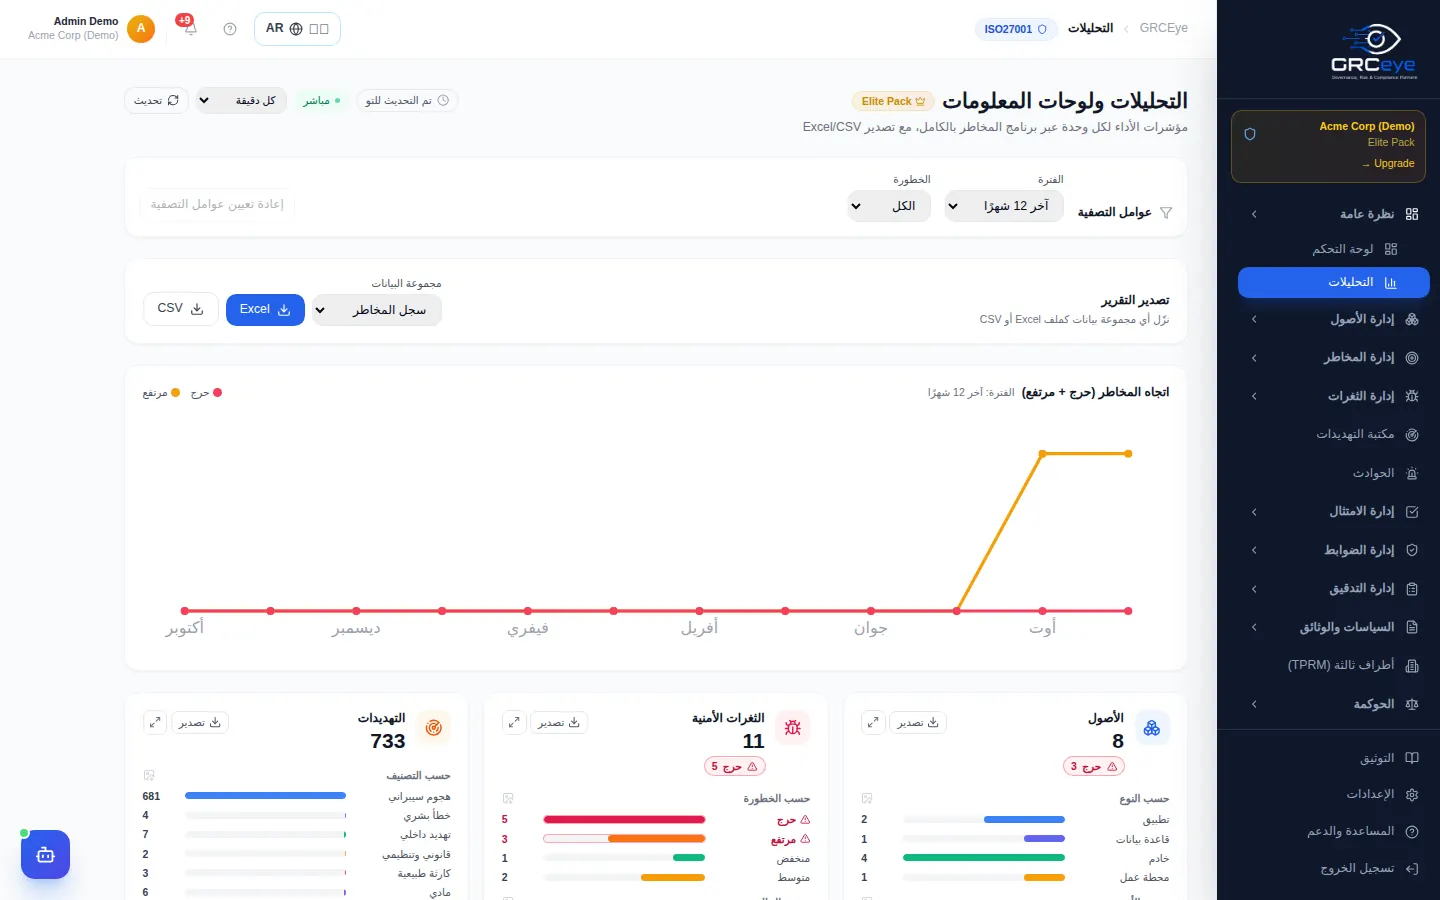 GRCeye
Governance, Risk & Compliance Partners
Acme Corp (Demo)
Elite Pack
Upgrade →
نظرة عامة
لوحة التحكم
التحليلات
إدارة الأصول
إدارة المخاطر
إدارة الثغرات
مكتبة التهديدات
الحوادث
إدارة الامتثال
إدارة الضوابط
إدارة التدقيق
السياسات والوثائق
أطراف ثالثة (TPRM)
الحوكمة
التوثيق
الإعدادات
المساعدة والدعم
تسجيل الخروج
GRCEye
التحليلات
ISO27001
AR
+9
A
Admin Demo
Acme Corp (Demo)
التحليلات ولوحات المعلومات
Elite Pack
مؤشرات الأداء لكل وحدة عبر برنامج المخاطر بالكامل، مع تصدير Excel/CSV
تم التحديث للتو
مباشر
كل دقيقة
تحديث
عوامل التصفية
الفترة
آخر 12 شهرًا
الخطورة
الكل
إعادة تعيين عوامل التصفية
تصدير التقرير
نزّل أي مجموعة بيانات كملف Excel أو CSV
مجموعة البيانات
سجل المخاطر
Excel
CSV
اتجاه المخاطر (حرج + مرتفع)
الفترة: آخر 12 شهرًا
حرج
مرتفع
أكتوبر
ديسمبر
فيفري
أفريل
جوان
أوت
الأصول
8
حرج 3
تصدير
حسب النوع
تطبيق 2
قاعدة بيانات 1
خادم 4
محطة عمل 1
الثغرات الأمنية
11
حرج 5
تصدير
حسب الخطورة
حرج 5
مرتفع 3
منخفض 1
متوسط 2
التهديدات
733
تصدير
حسب التصنيف
هجوم سيبراني 681
خطأ بشري 4
تهديد داخلي 7
قانوني وتنظيمي 2
كارثة طبيعية 3
مادي 6